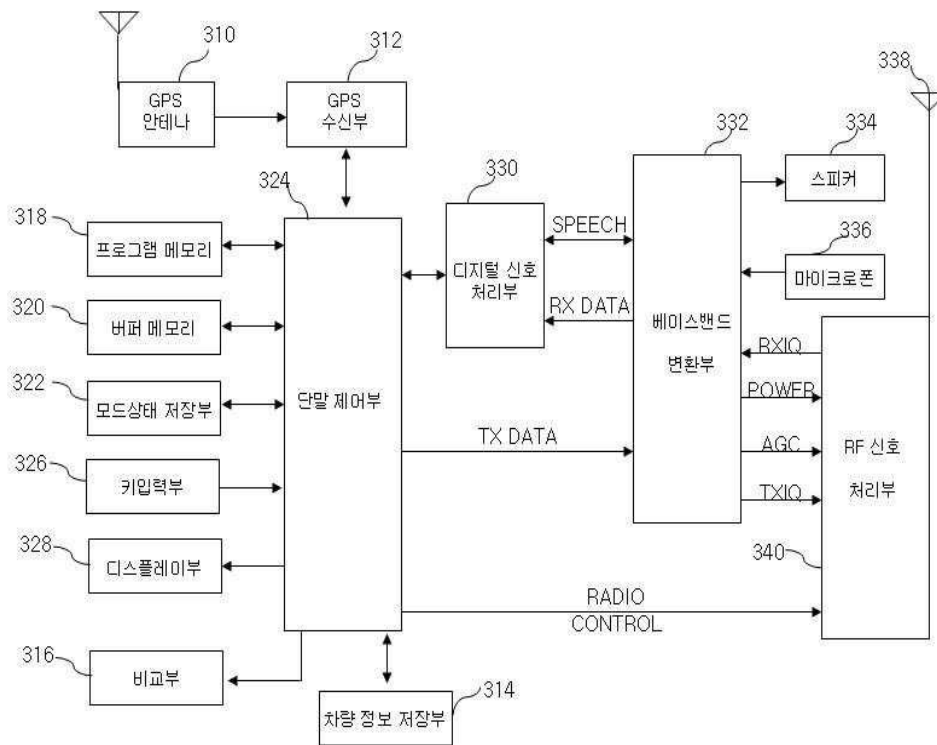 310
312
338
GPS
안테나
GPS
수신부
332
334
스피커
324
330
318
프로그램 메모리
SPEECH
336
마이크로폰
디지털 신호
처리부
RX DATA
320
버퍼 메모리
베이스밴드
변환부
RXIQ
322
모드상태 저장부
단말 제어부
POWER
TX DATA
AGC
RF 신호
처리부
326
키입력부
TXIQ
328
디스플레이부
340
RADIO
CONTROL
316
비교부
314
차량 정보 저장부